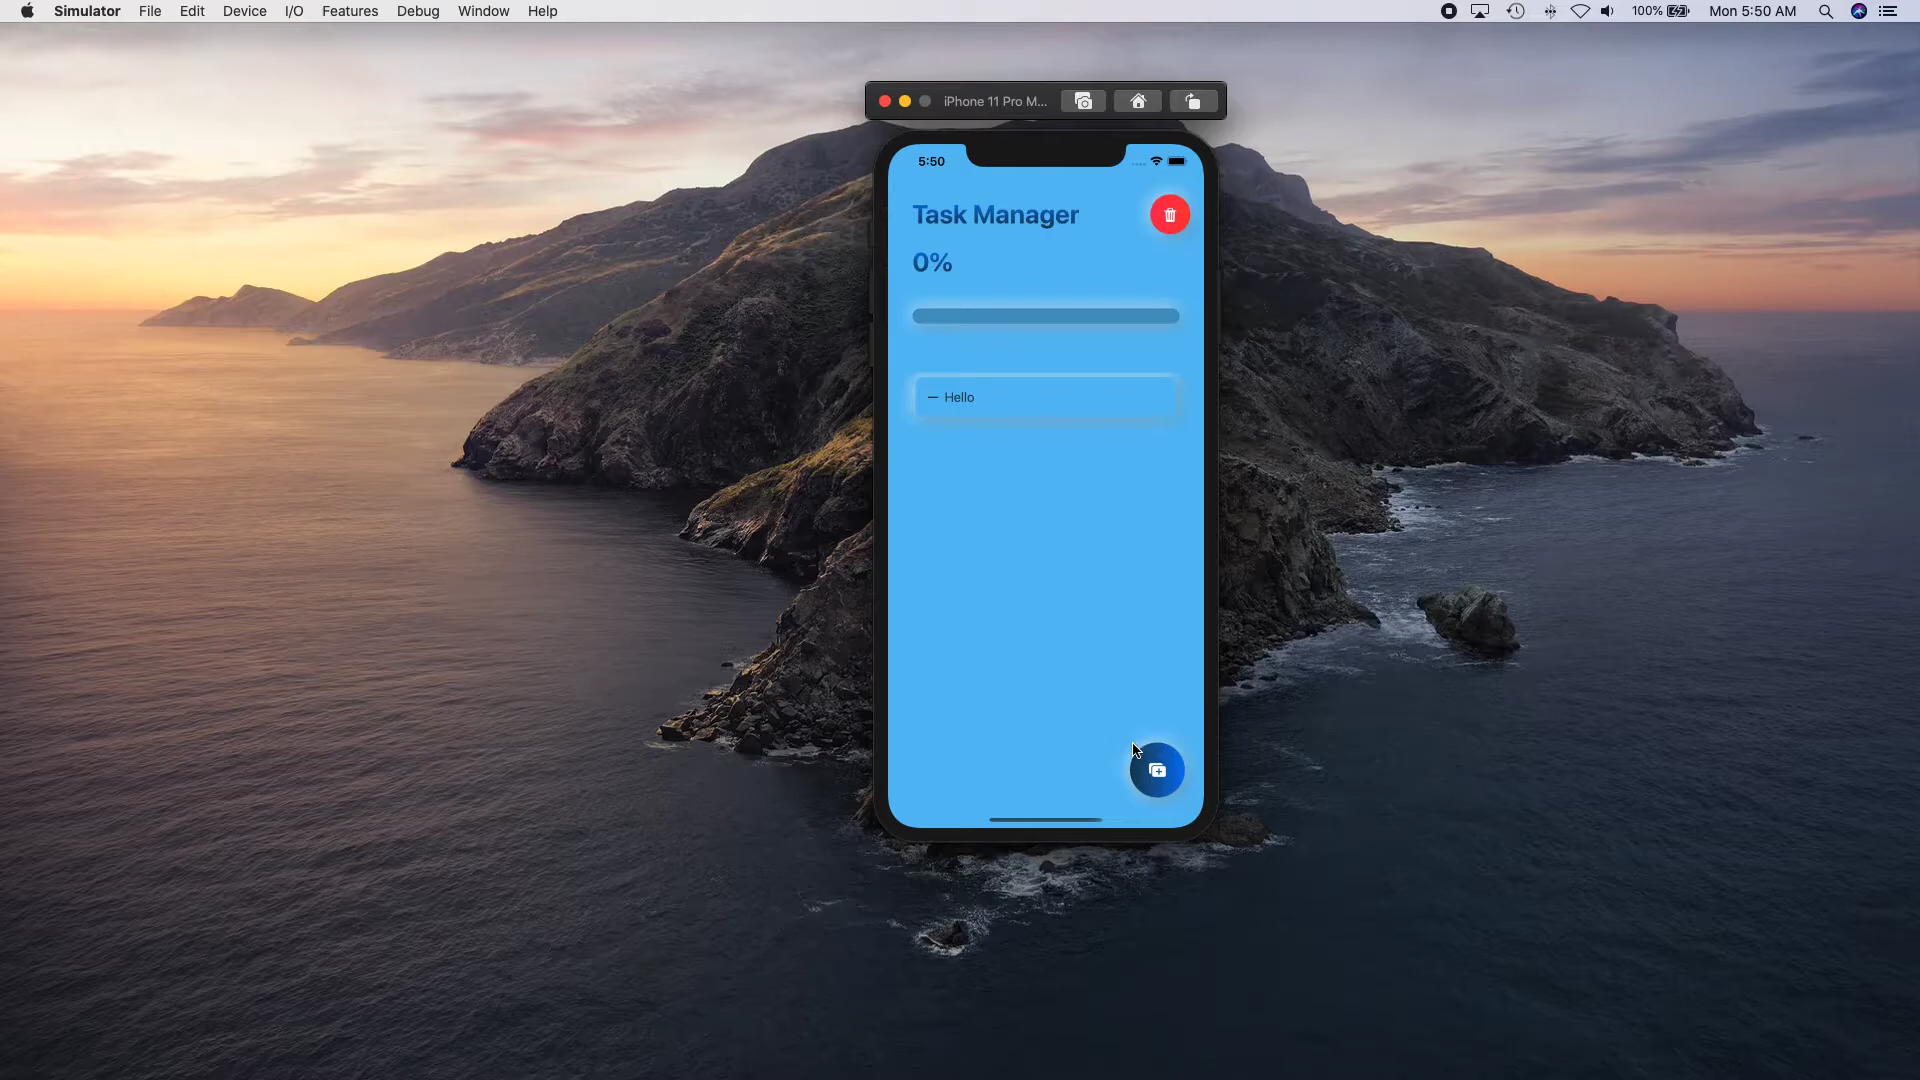 Simulator File Edit Device I/O Features Debug Window Help 100% Mon 5:50 AM
iPhone 11 Pro M...
5:50
Task Manager
0%
Hello